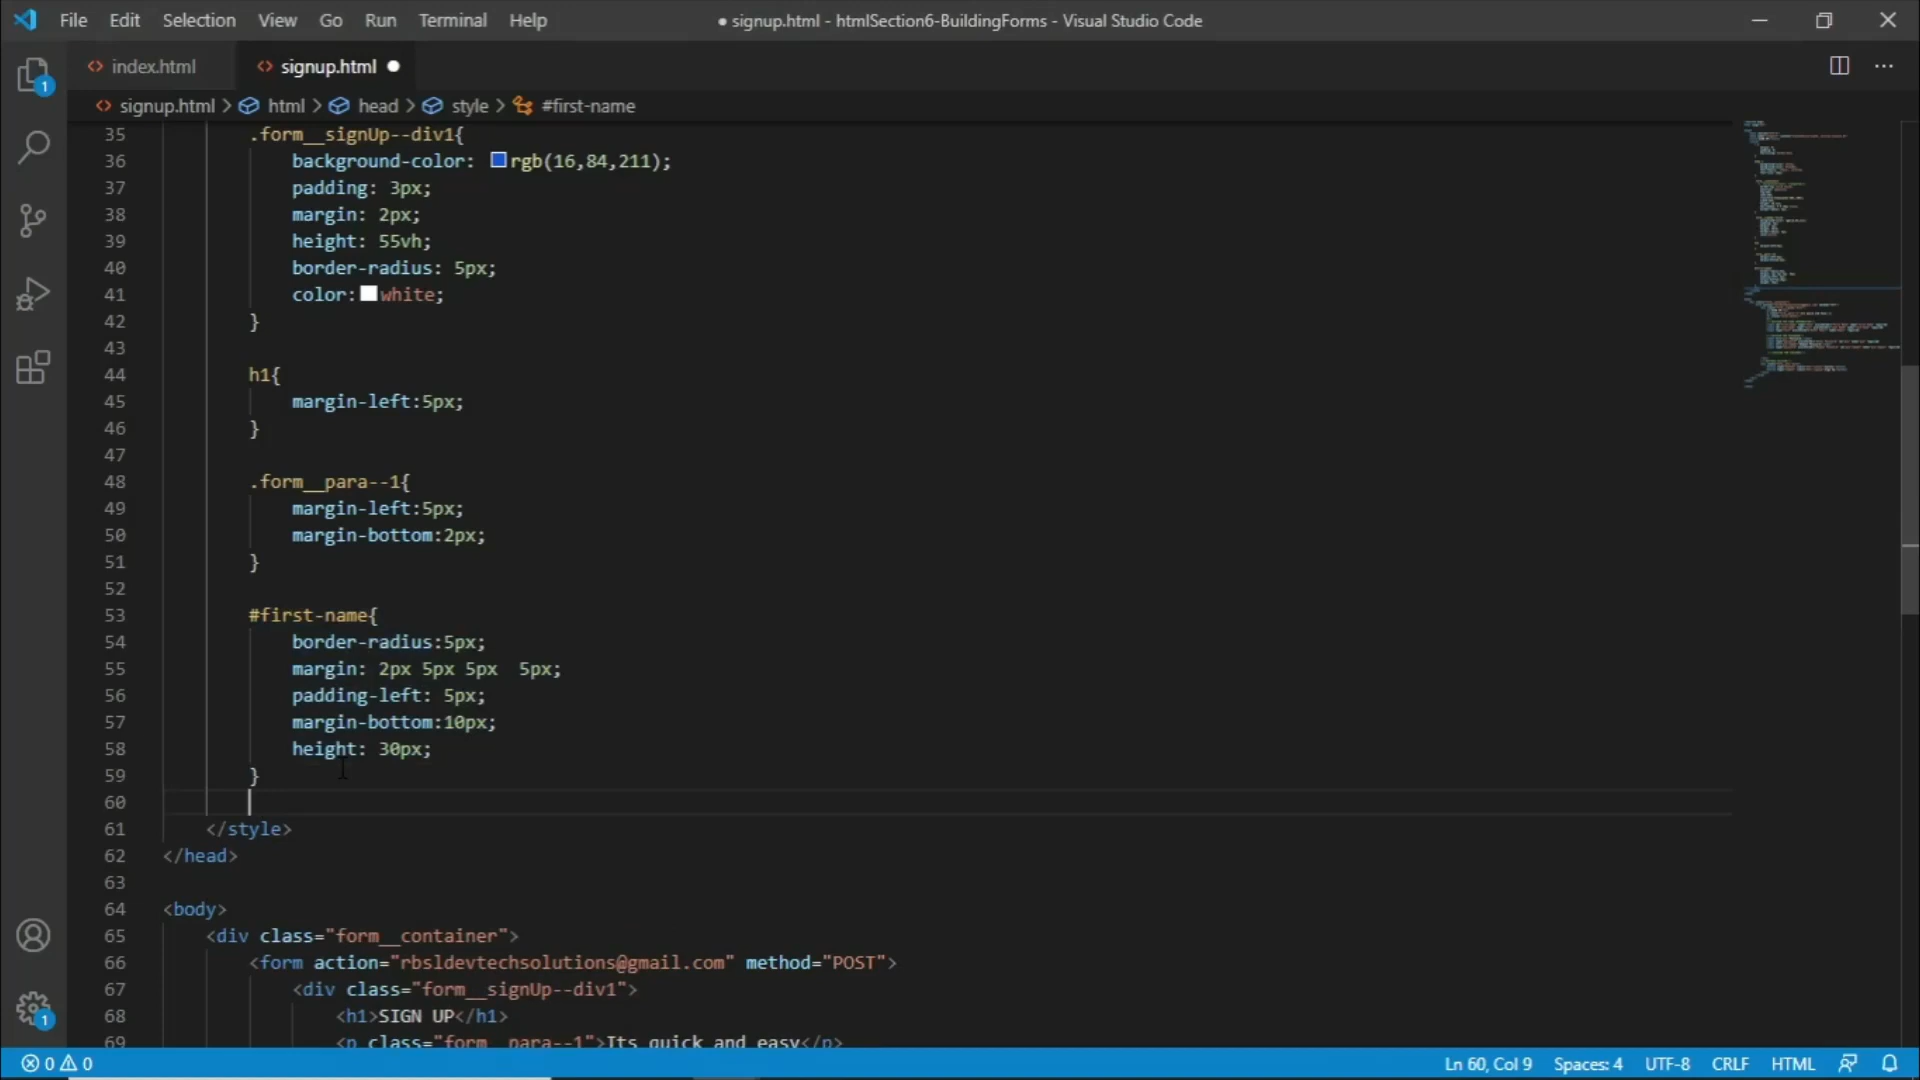 File Edit Selection View Go Run Terminal Help
● signup.html - htmlSection6-BuildingForms - Visual Studio Code
index.html
signup.html
signup.html > html > head > style > #first-name
35 .form__signUp--div1{
36 background-color: rgb(16,84,211);
37 padding: 3px;
38 margin: 2px;
39 height: 55vh;
40 border-radius: 5px;
41 color:white;
42 }
43
44 h1{
45 margin-left:5px;
46 }
47
48 .form__para--1{
49 margin-left:5px;
50 margin-bottom:2px;
51 }
52
53 #first-name{
54 border-radius:5px;
55 margin: 2px 5px 5px  5px;
56 padding-left: 5px;
57 margin-bottom:10px;
58 height: 30px;
59 }
60
61 </style>
62 </head>
63
64 <body>
65 <div class="form__container">
66 <form action="rbsldevtechsolutions@gmail.com" method="POST">
67 <div class="form__signUp--div1">
68 <h1>SIGN UP</h1>
69 <p class="form__para--1">Its quick and easy</p>
1
1
0 0
Ln 60, Col 9
Spaces: 4
UTF-8
CRLF
HTML